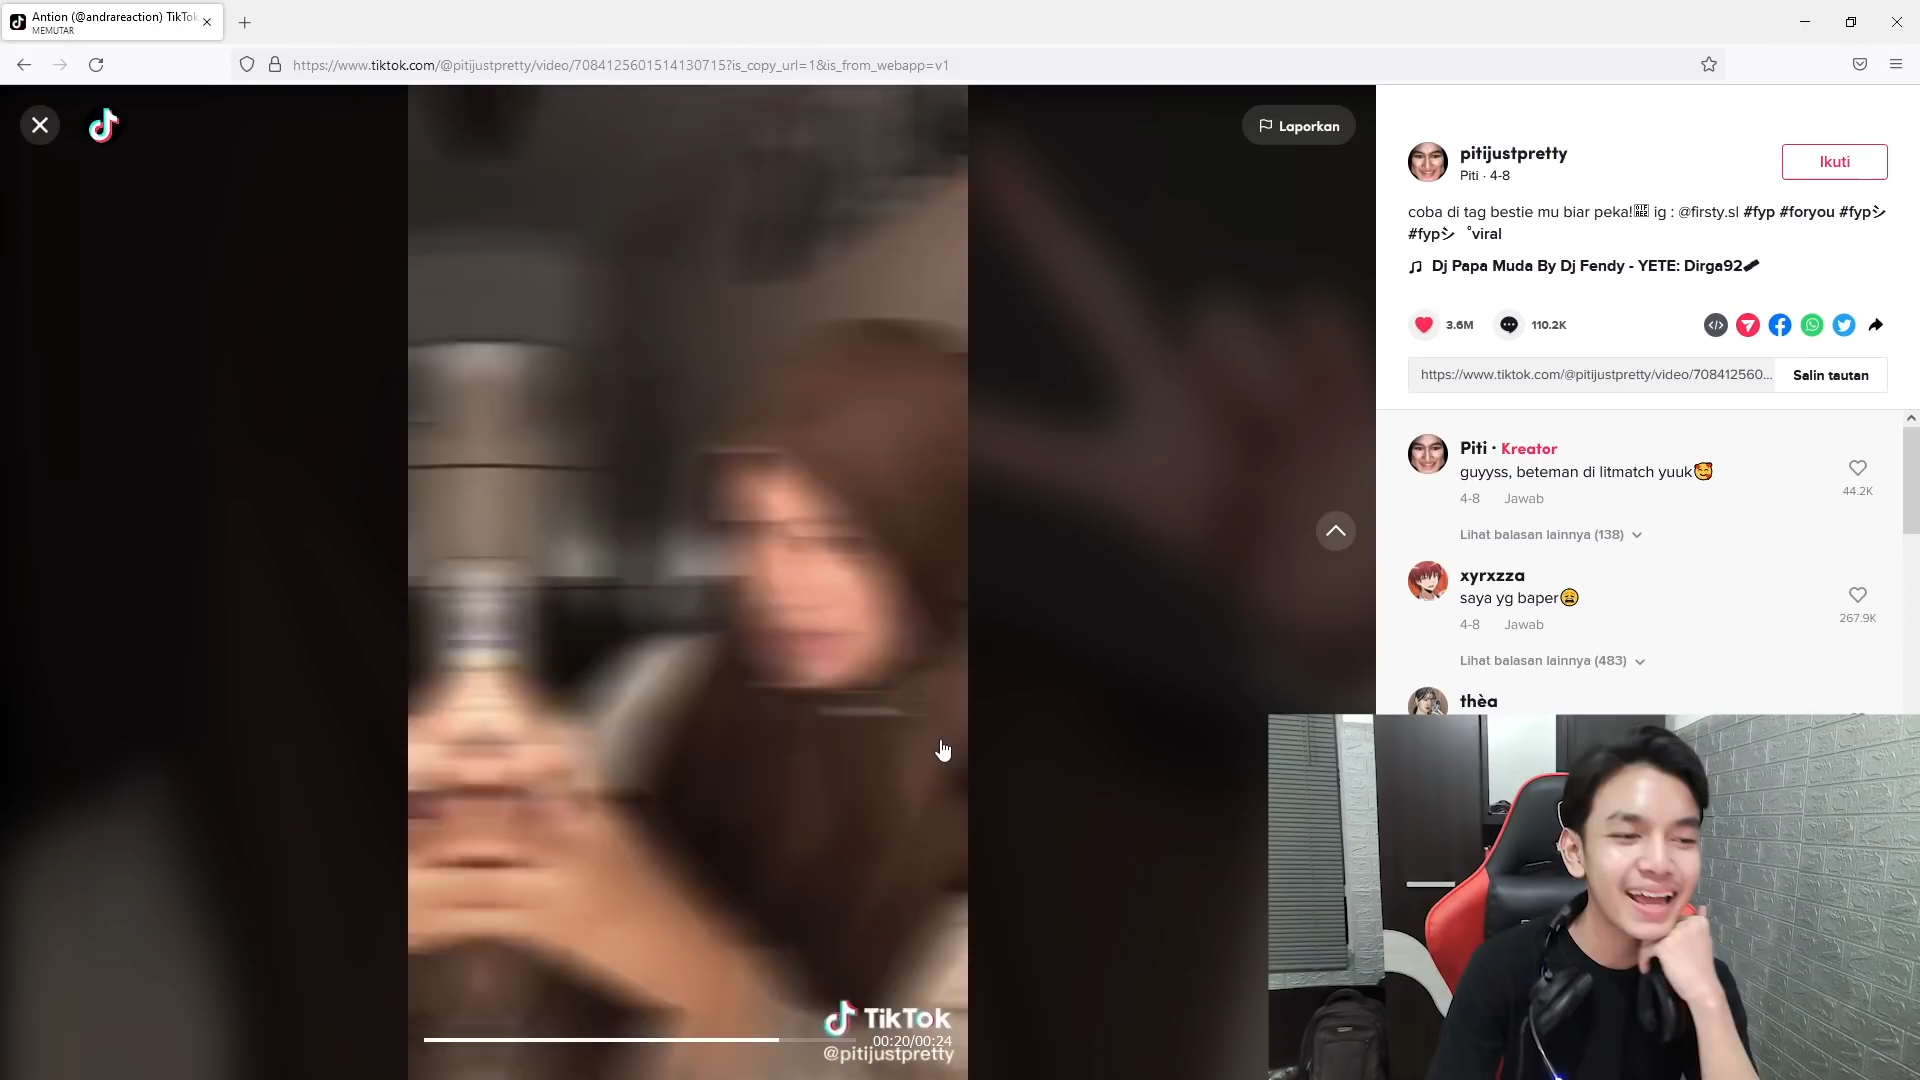 Antion (@andrareaction) TikTok
MEMUTAR
https://www.tiktok.com/@pitijustpretty/video/7084125601514130715?is_copy_url=1&is_from_webapp=v1
Laporkan
pitijustpretty
Piti · 4-8
Ikuti
coba di tag bestie mu biar peka! ig : @firsty.sl #fyp #foryou #fypシ
#fypシ゚viral
Dj Papa Muda By Dj Fendy - YETE: Dirga92
3.6M
110.2K
https://www.tiktok.com/@pitijustpretty/video/708412560...
Salin tautan
Piti · Kreator
guyyss, beteman di litmatch yuuk🥰
4-8 Jawab
44.2K
Lihat balasan lainnya (138)
xyrxzza
saya yg baper😩
4-8 Jawab
267.9K
Lihat balasan lainnya (483)
thèa
TikTok
00:20/00:24
@pitijustpretty